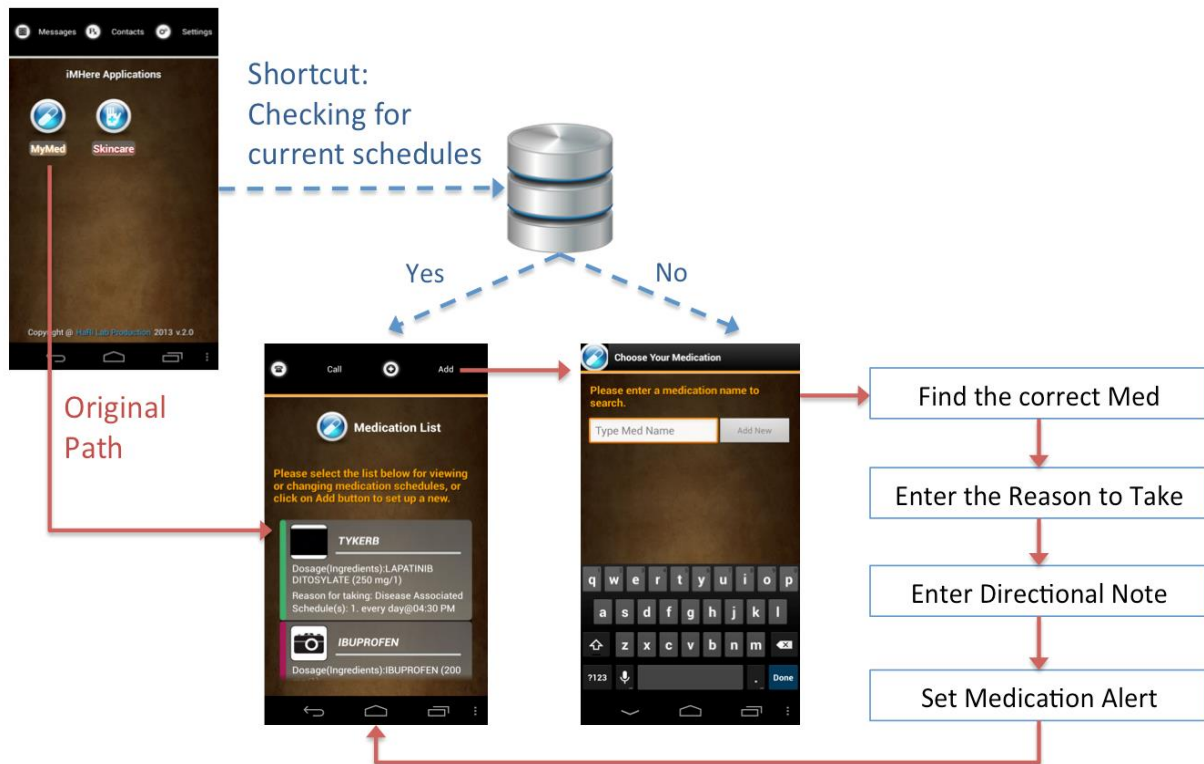 Messages Contacts Settings
iMHere Applications
MyMed Skincare
Copyright @ HARI Lab Production 2013 v.2.0
Shortcut:
Checking for
current schedules
Yes
No
Original
Path
Call Add
Medication List
Please select the list below for viewing
or changing medication schedules, or
click on Add button to set up a new.
TYKERB
Dosage(Ingredients):LAPATINIB
DITOSYLATE (250 mg/1)
Reason for taking: Disease Associated
Schedule(s): 1. every day@04:30 PM
IBUPROFEN
Dosage(Ingredients):IBUPROFEN (200
Choose Your Medication
Please enter a medication name to
search.
Type Med Name Add New
q w e r t y u i o p
a s d f g h j k l
z x c v b n m
?123 . Done
Find the correct Med
Enter the Reason to Take
Enter Directional Note
Set Medication Alert